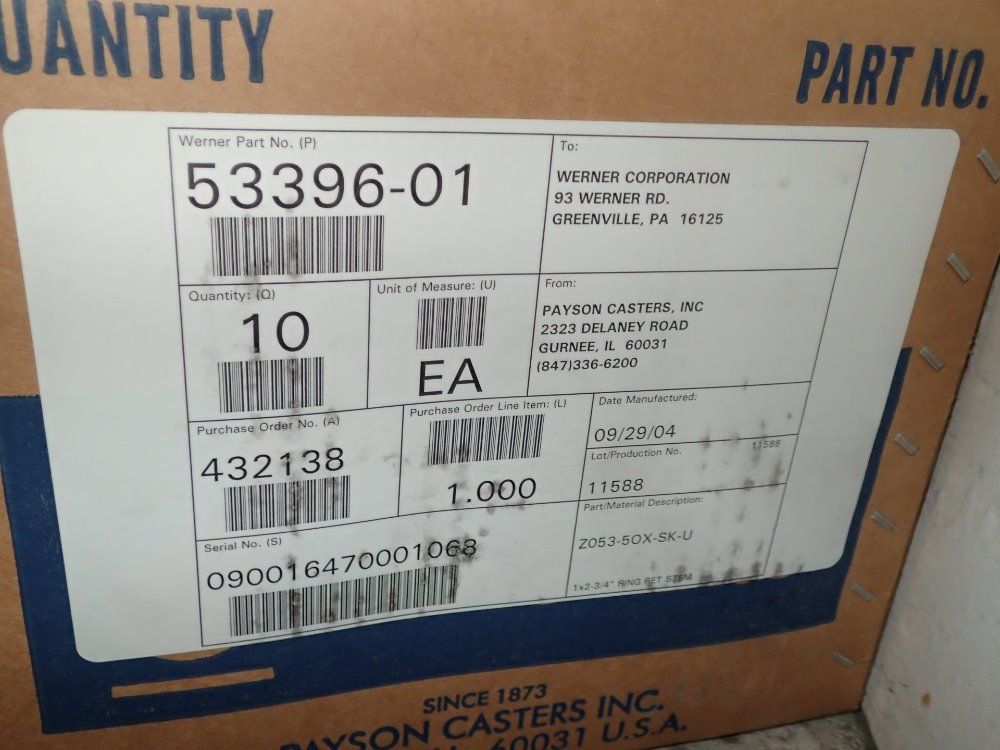 QUANTITY
PART NO.
Werner Part No. (P)
53396-01
To:
WERNER CORPORATION
93 WERNER RD.
GREENVILLE, PA 16125
Quantity: (Q)
10
Unit of Measure: (U)
EA
From:
PAYSON CASTERS, INC
2323 DELANEY ROAD
GURNEE, IL 60031
(847)336-6200
Purchase Order No. (A)
432138
Purchase Order Line Item: (L)
1.000
Date Manufactured:
09/29/04
Lot/Production No.
11588
11588
Part/Material Description:
Z053-5OX-SK-U
1x2-3/4" RING RET STEM
Serial No. (S)
090016470001068
SINCE 1873
PAYSON CASTERS INC.
60031 U.S.A.